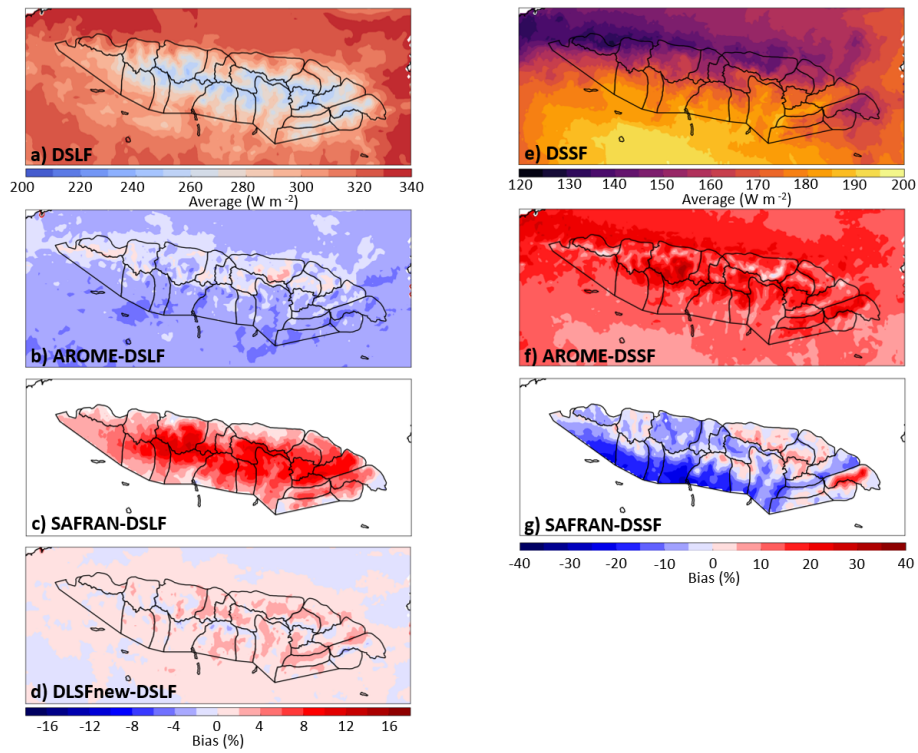 a) DSLF
200 220 240 260 280 300 320 340
Average (W m -2)
b) AROME-DSLF
c) SAFRAN-DSLF
d) DLSFnew-DSLF
-16 -12 -8 -4 0 4 8 12 16
Bias (%)
e) DSSF
120 130 140 150 160 170 180 190 200
Average (W m -2)
f) AROME-DSSF
g) SAFRAN-DSSF
-40 -30 -20 -10 0 10 20 30 40
Bias (%)